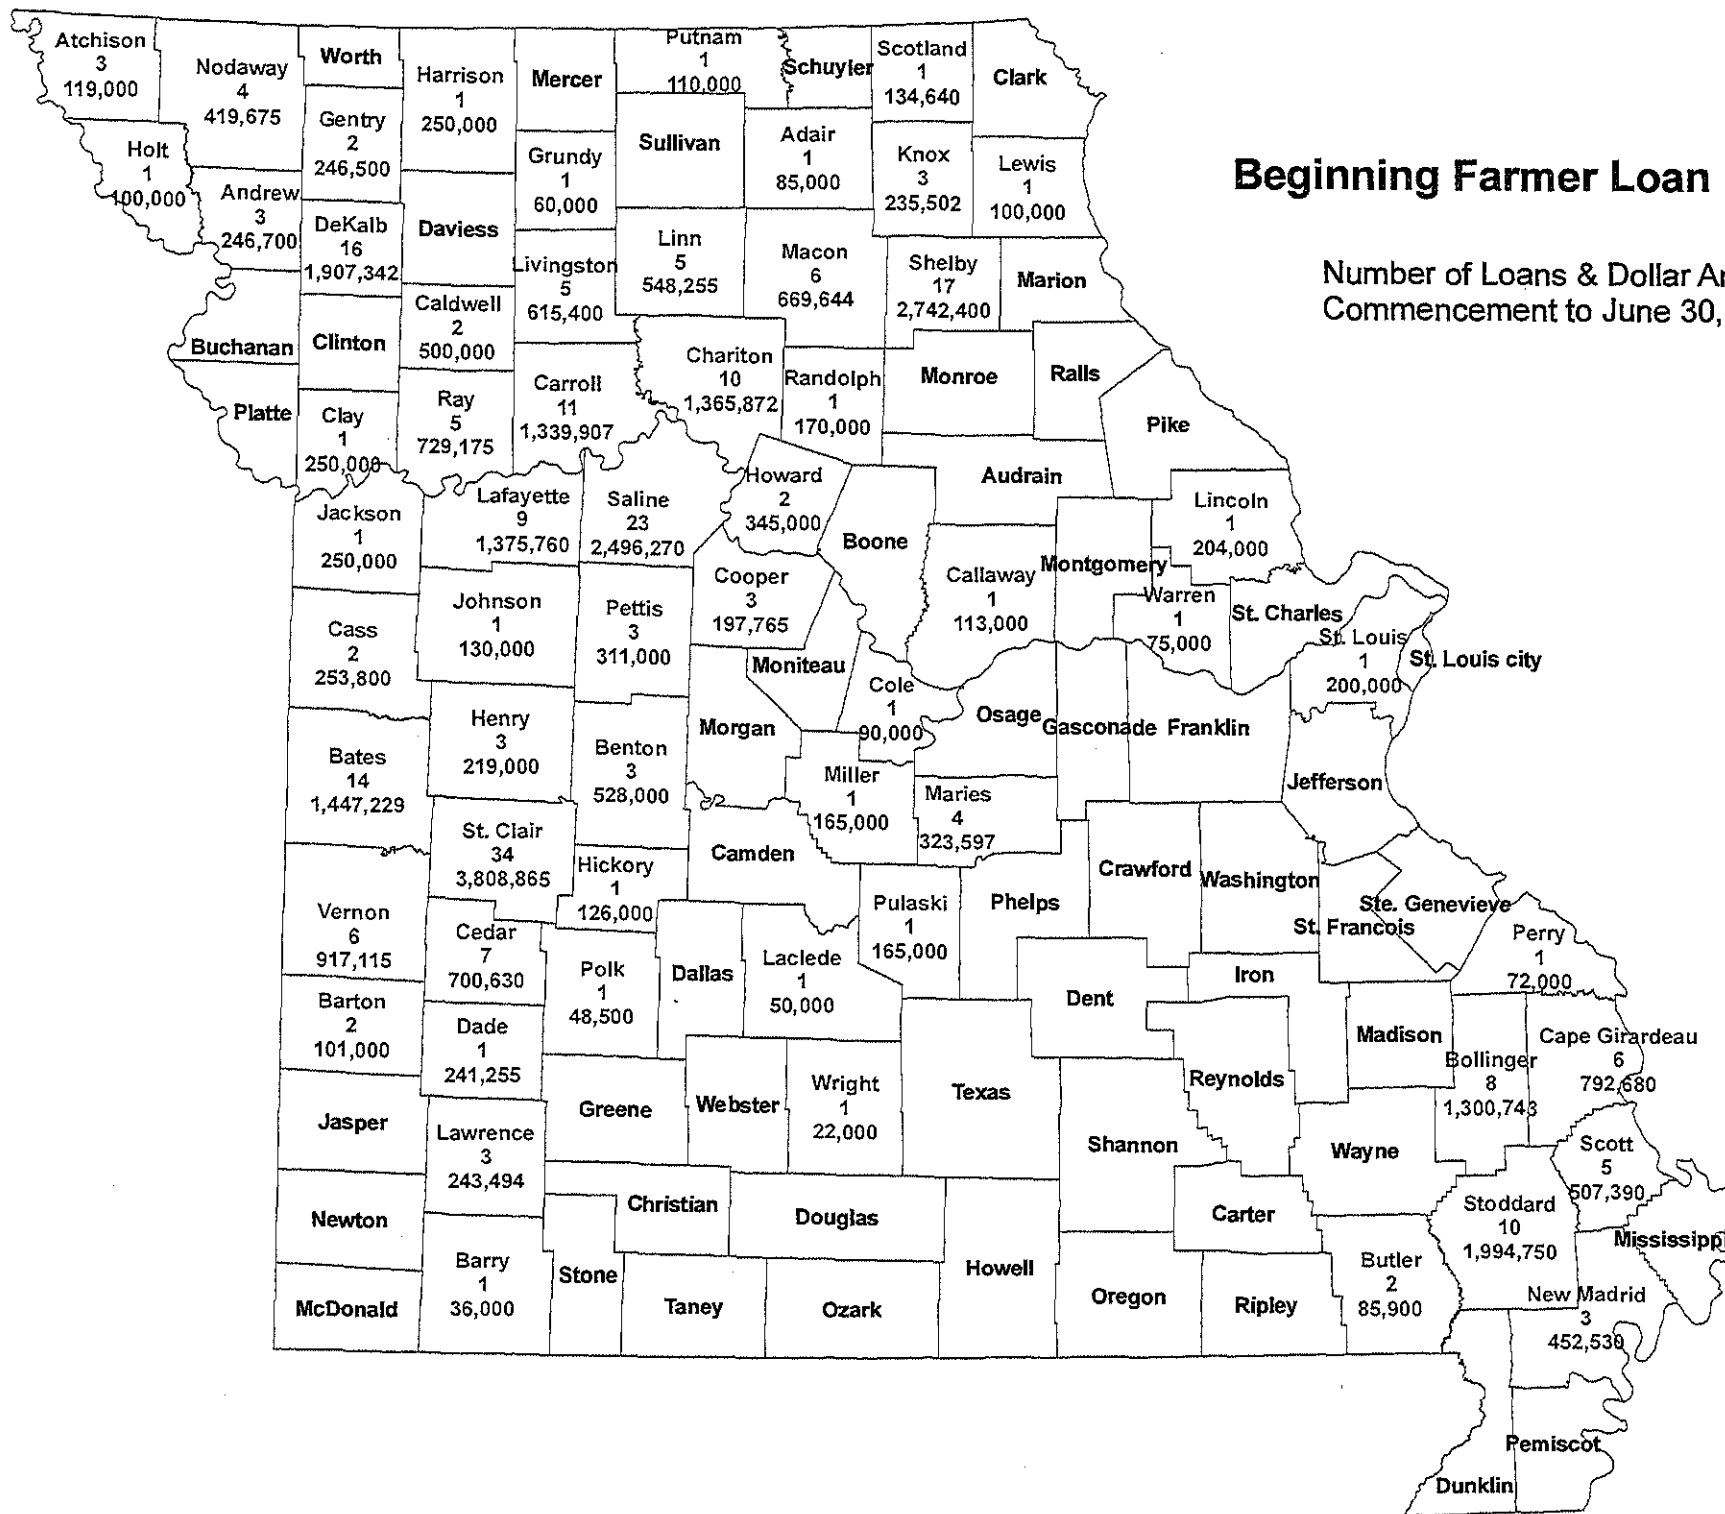 Beginning Farmer Loan
Number of Loans & Dollar A
Commencement to June 30,
Atchison
3
119,000
Nodaway
4
419,675
Worth
Harrison
1
250,000
Mercer
Putnam
1
110,000
Schuyler
Scotland
1
134,640
Clark
Holt
1
100,000
Gentry
2
246,500
Grundy
1
60,000
Sullivan
Adair
1
85,000
Knox
3
235,502
Lewis
1
100,000
Andrew
3
246,700
DeKalb
16
1,907,342
Daviess
Livingston
5
615,400
Linn
5
548,255
Macon
6
669,644
Shelby
17
2,742,400
Marion
Buchanan
Clinton
Caldwell
2
500,000
Chariton
10
1,365,872
Randolph
1
170,000
Monroe
Ralls
Platte
Clay
1
250,000
Ray
5
729,175
Carroll
11
1,339,907
Pike
Audrain
Jackson
1
250,000
Lafayette
9
1,375,760
Saline
23
2,496,270
Howard
2
345,000
Boone
Callaway
1
113,000
Montgomery
Lincoln
1
204,000
Warren
1
75,000
St. Charles
St. Louis
1
200,000
St. Louis city
Cass
2
253,800
Johnson
1
130,000
Pettis
3
311,000
Cooper
3
197,765
Moniteau
Cole
1
90,000
Osage
Gasconade
Franklin
Jefferson
Bates
14
1,447,229
Henry
3
219,000
Benton
3
528,000
Morgan
Miller
1
165,000
Maries
4
323,597
St. Clair
34
3,808,865
Hickory
1
126,000
Camden
Pulaski
1
165,000
Phelps
Crawford
Washington
Ste. Genevieve
St. Francois
Perry
1
72,000
Vernon
6
917,115
Cedar
7
700,630
Polk
1
48,500
Dallas
Laclede
1
50,000
Dent
Iron
Madison
Bollinger
8
1,300,743
Cape Girardeau
6
792,680
Barton
2
101,000
Dade
1
241,255
Greene
Webster
Wright
1
22,000
Texas
Reynolds
Shannon
Wayne
Scott
5
507,390
Jasper
Lawrence
3
243,494
Christian
Douglas
Carter
Stoddard
10
1,994,750
Mississippi
Newton
Barry
1
36,000
Stone
Taney
Ozark
Howell
Oregon
Ripley
Butler
2
85,900
New Madrid
3
452,530
McDonald
Pemiscot
Dunklin